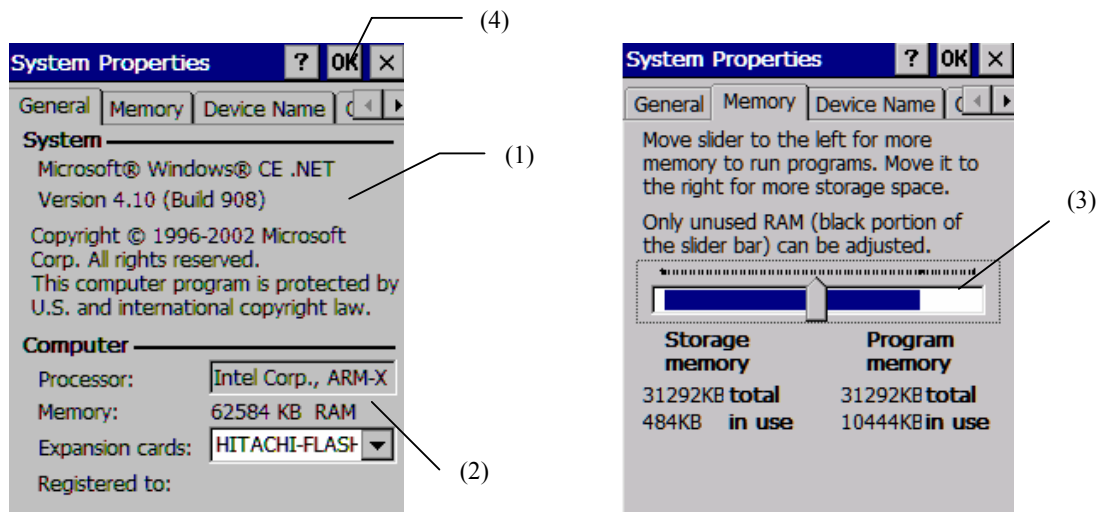 (4)
System Properties ? OK ×
General Memory Device Name
System
Microsoft® Windows® CE .NET
Version 4.10 (Build 908)
Copyright © 1996-2002 Microsoft
Corp. All rights reserved.
This computer program is protected by
U.S. and international copyright law.
Computer
Processor: Intel Corp., ARM-X
Memory: 62584 KB RAM
Expansion cards: HITACHI-FLASH
Registered to:
(1)
(2)
System Properties ? OK ×
General Memory Device Name
Move slider to the left for more
memory to run programs. Move it to
the right for more storage space.
Only unused RAM (black portion of
the slider bar) can be adjusted.
Storage Program
memory memory
31292KB total 31292KB total
484KB in use 10444KB in use
(3)